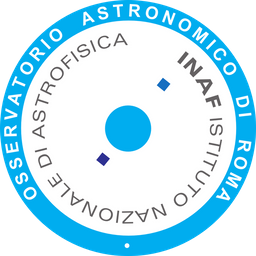 OSSERVATORIO ASTRONOMICO DI ROMA
INAF ISTITUTO NAZIONALE DI ASTROFISICA